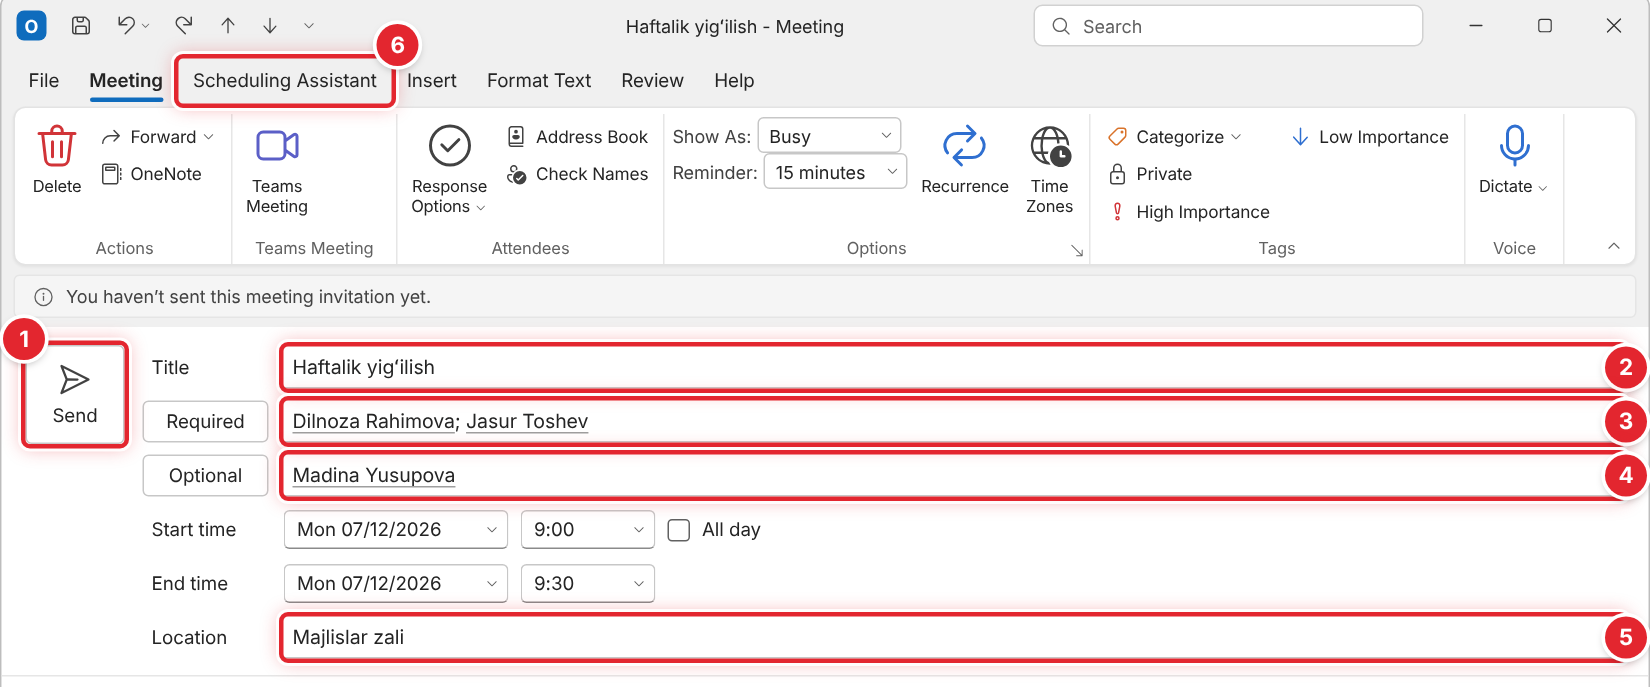 Haftalik yigʻilish - Meeting
Search
6
File Meeting Scheduling Assistant Insert Format Text Review Help
Delete
Forward
OneNote
Actions
Teams Meeting
Teams Meeting
Response Options
Address Book
Check Names
Attendees
Show As: Busy
Reminder: 15 minutes
Recurrence
Time Zones
Options
Categorize
Private
High Importance
Low Importance
Tags
Dictate
Voice
You haven’t sent this meeting invitation yet.
1
Send
Title Haftalik yigʻilish 2
Required Dilnoza Rahimova; Jasur Toshev 3
Optional Madina Yusupova 4
Start time Mon 07/12/2026 9:00 All day
End time Mon 07/12/2026 9:30
Location Majlislar zali 5